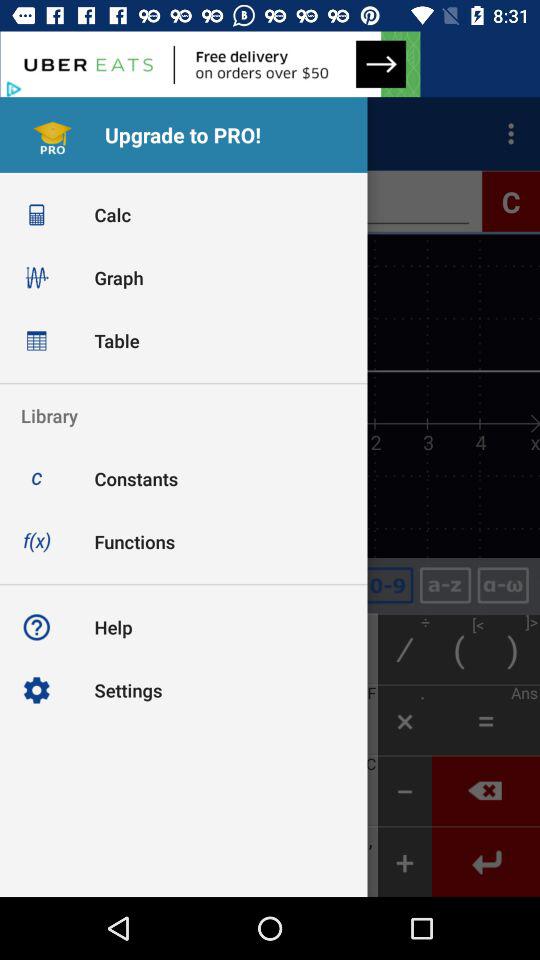 8:31
UBER EATS
Free delivery
on orders over $50
PRO
Upgrade to PRO!
C
Calc
Graph
Table
2 3 4 x
Library
c Constants
f(x) Functions
0-9 a-z α-ω
Help
Settings
/ ÷ ( [< ) ]>
F × . = Ans
C −
, +